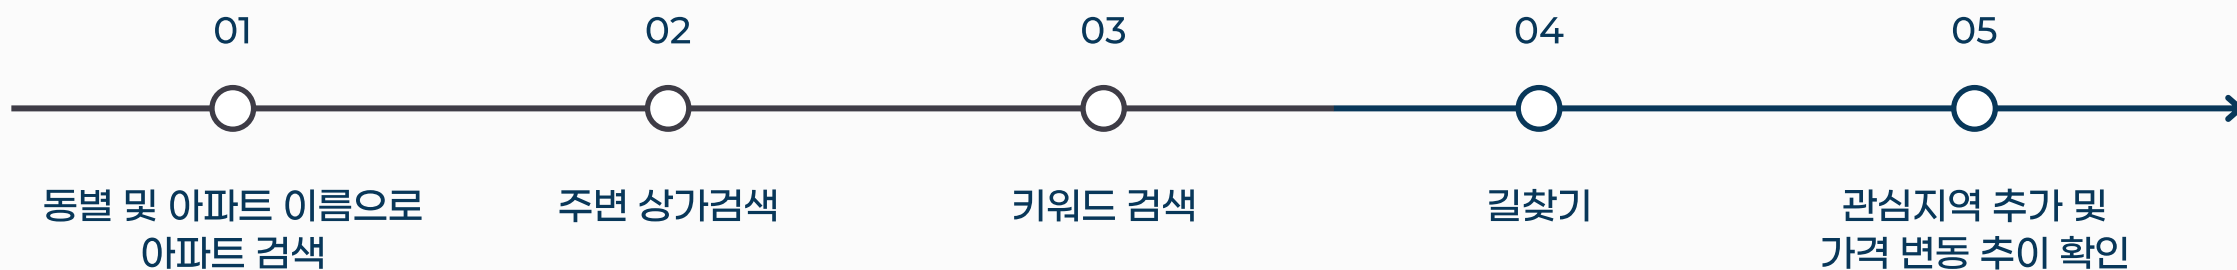 01
02
03
04
05
동별 및 아파트 이름으로
아파트 검색
주변 상가검색
키워드 검색
길찾기
관심지역 추가 및
가격 변동 추이 확인